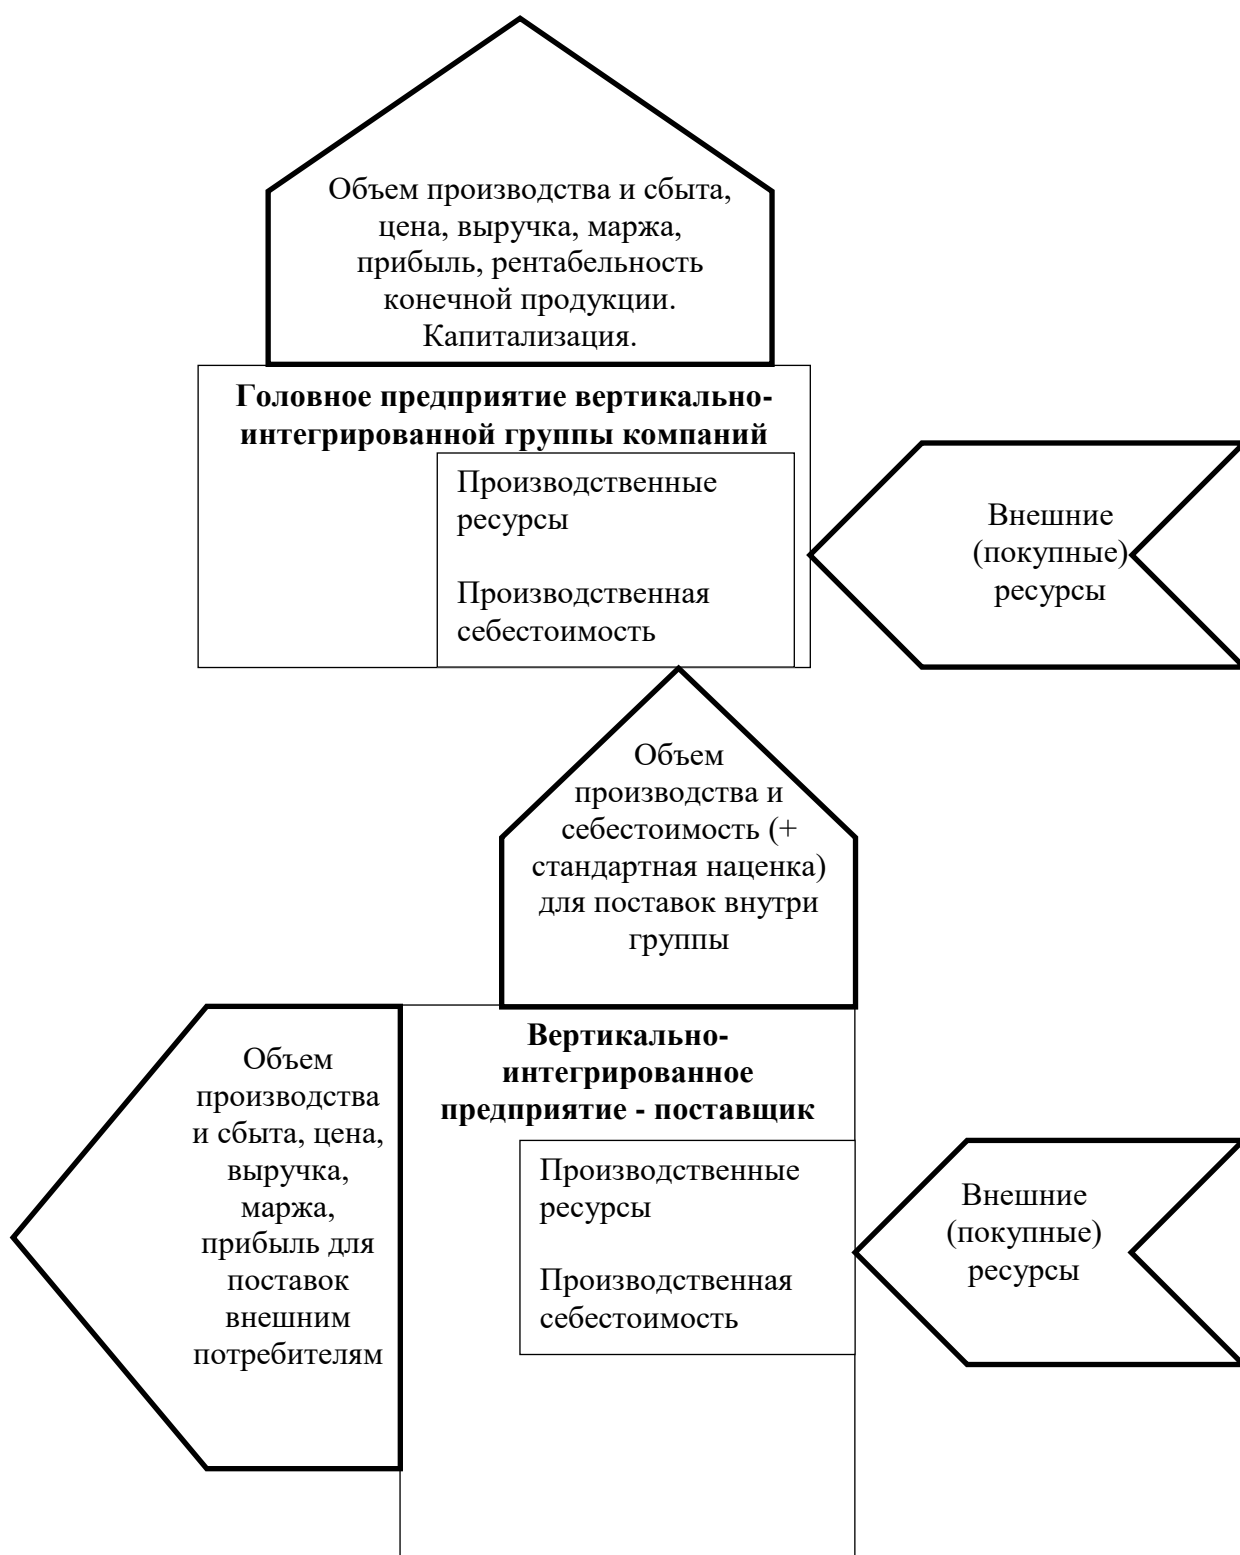 Объем производства и сбыта,
цена, выручка, маржа,
прибыль, рентабельность
конечной продукции.
Капитализация.
Головное предприятие вертикально-
интегрированной группы компаний
Производственные
ресурсы
Производственная
себестоимость
Внешние
(покупные)
ресурсы
Объем
производства и
себестоимость (+
стандартная наценка)
для поставок внутри
группы
Вертикально-
интегрированное
предприятие - поставщик
Объем
производства
и сбыта, цена,
выручка,
маржа,
прибыль для
поставок
внешним
потребителям
Производственные
ресурсы
Производственная
себестоимость
Внешние
(покупные)
ресурсы